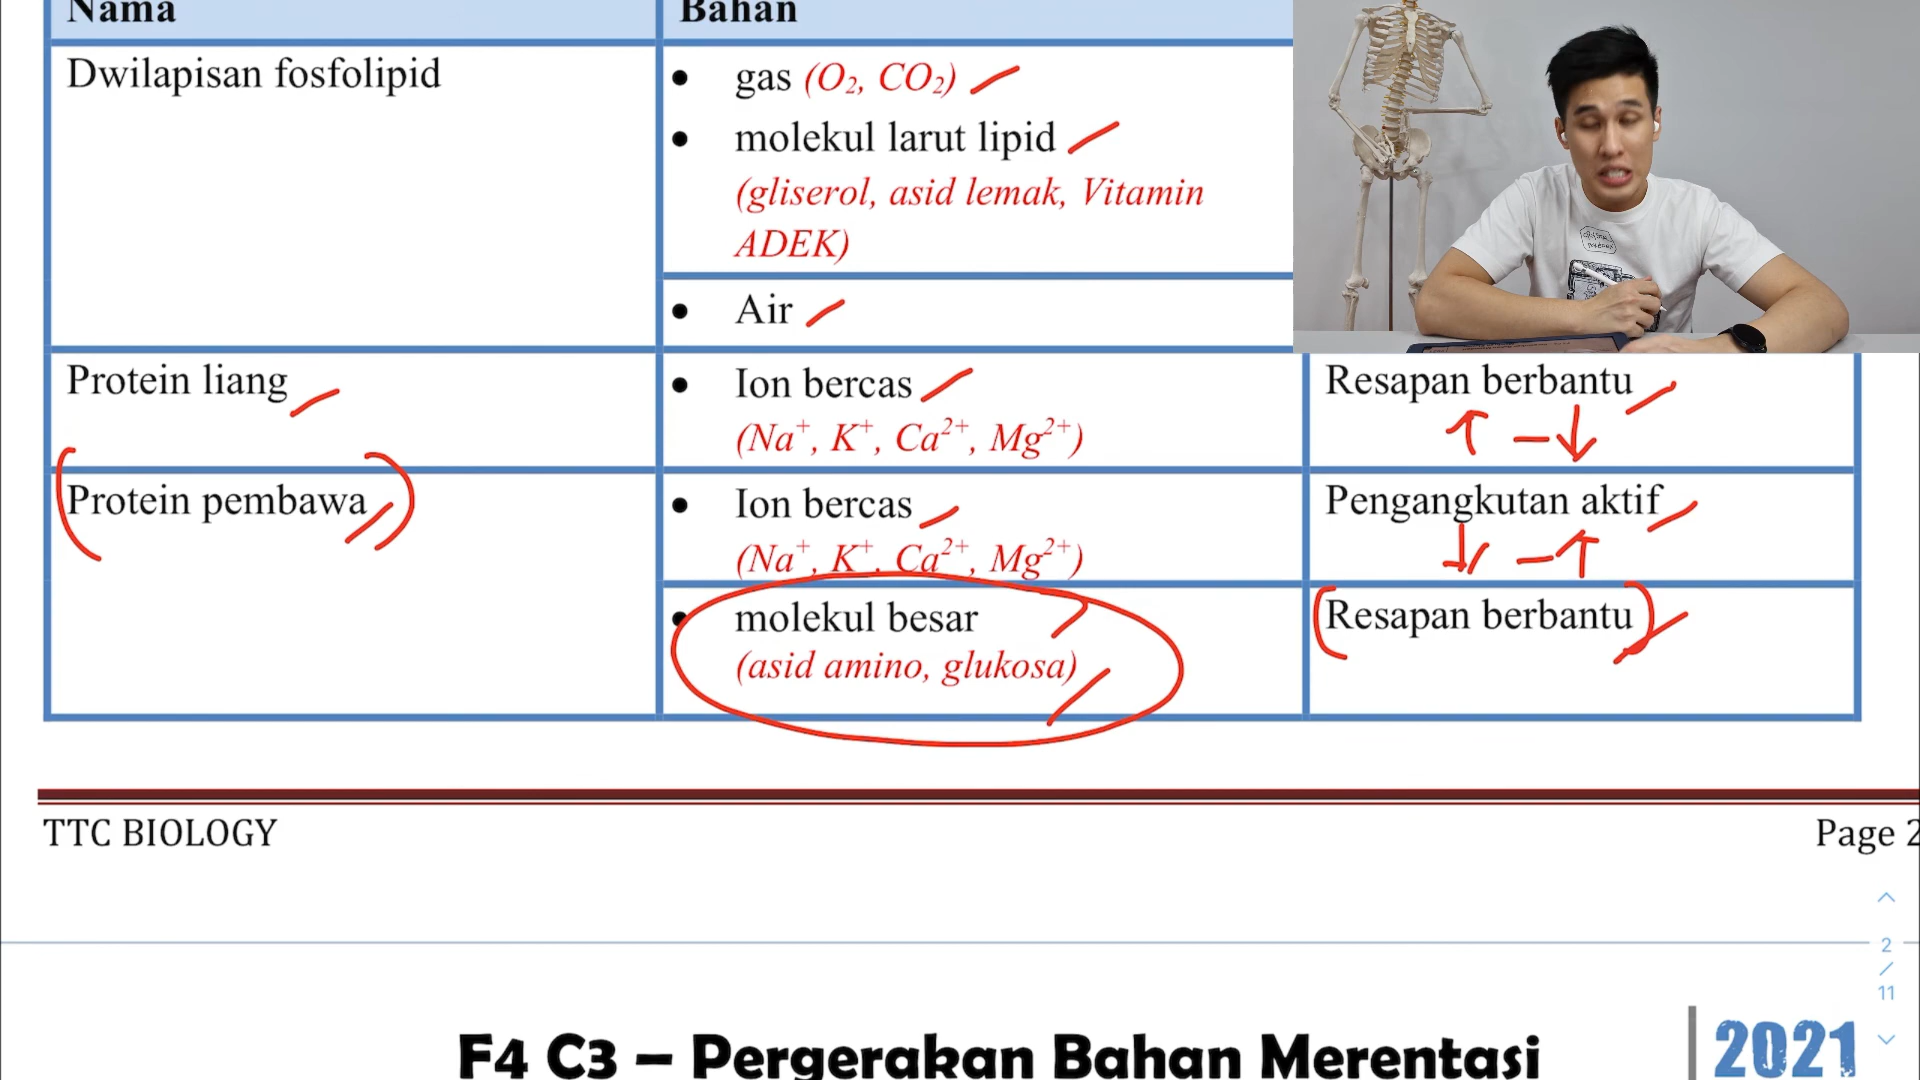 Nama Bahan
Dwilapisan fosfolipid
• gas (O₂, CO₂)
• molekul larut lipid
(gliserol, asid lemak, Vitamin
ADEK)
• Air
Protein liang
• Ion bercas
(Na⁺, K⁺, Ca²⁺, Mg²⁺)
Resapan berbantu
↑ – ↓
Protein pembawa
• Ion bercas
(Na⁺, K⁺, Ca²⁺, Mg²⁺)
Pengangkutan aktif
↓ – ↑
• molekul besar
(asid amino, glukosa)
Resapan berbantu
TTC BIOLOGY Page 2
2
/
11
F4 C3 – Pergerakan Bahan Merentasi 2021